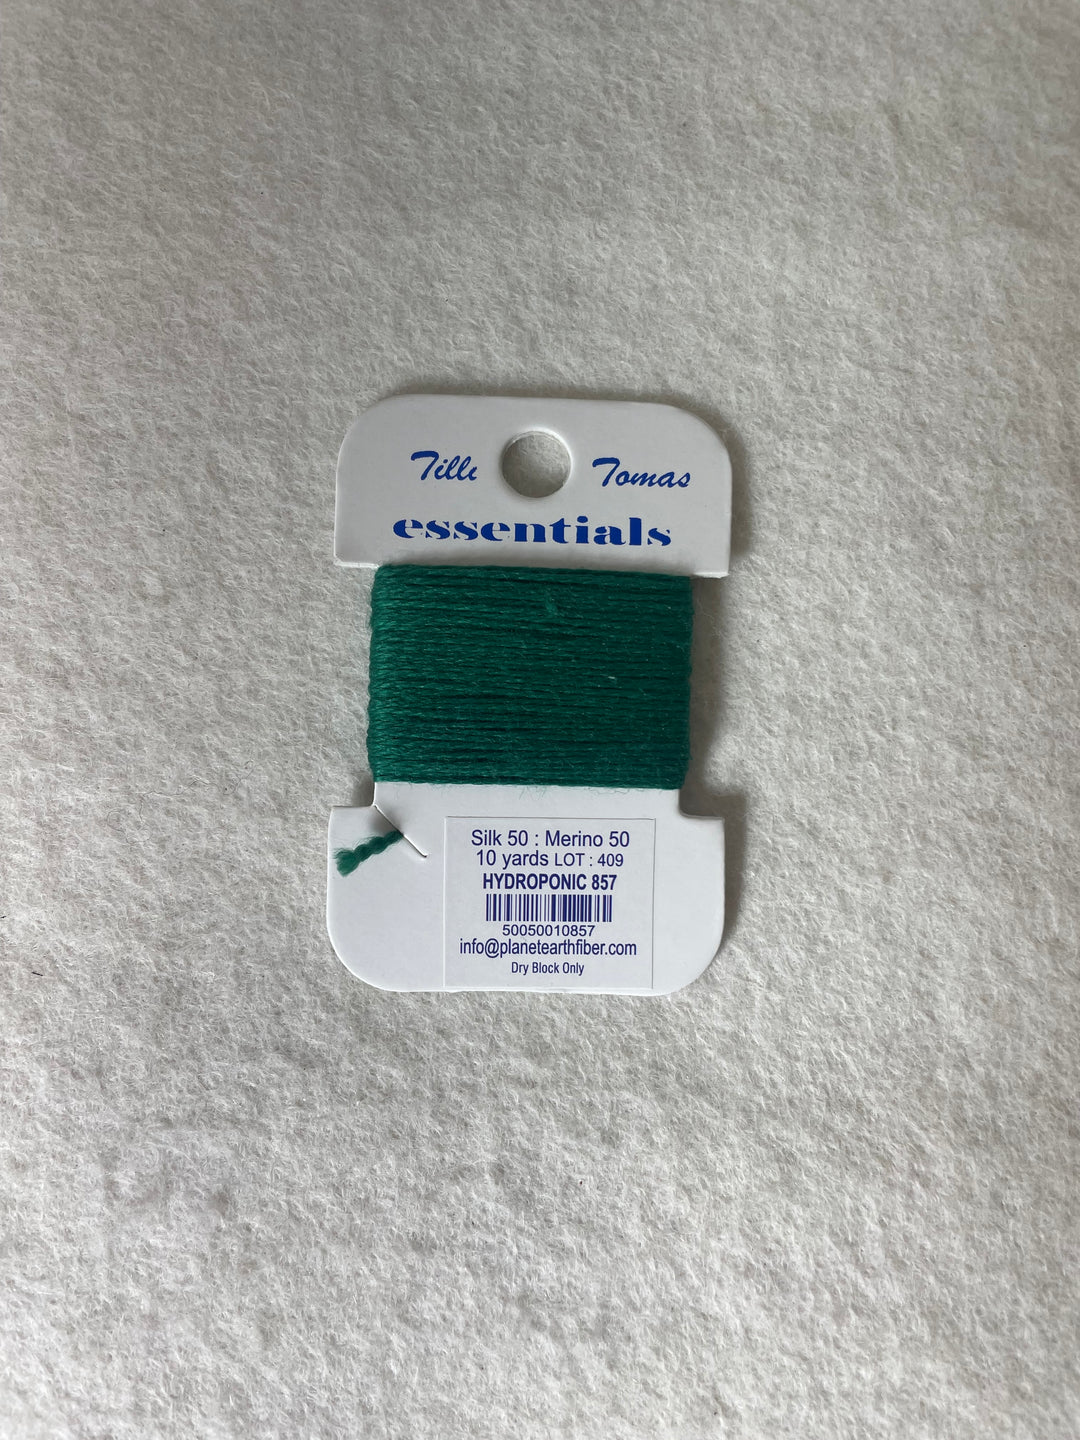 Tilli Tomas
essentials
Silk 50 : Merino 50
10 yards LOT : 409
HYDROPONIC 857
50050010857
info@planetearthfiber.com
Dry Block Only